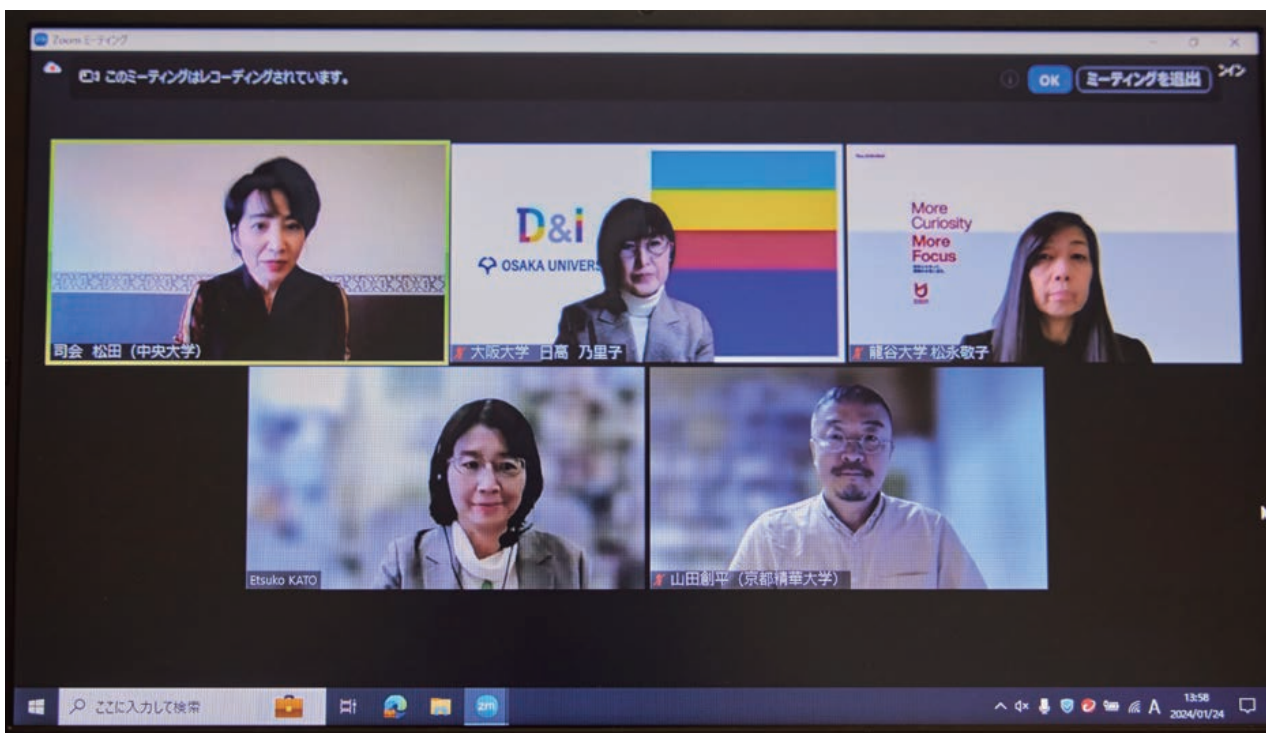 Zoom ミーティング
このミーティングはレコーディングされています。
OK
ミーティングを退出
司会 松田 (中央大学)
D&i
OSAKA UNIVERS
大阪大学 日高 乃里子
More
Curiosity
More
Focus
龍谷大学 松永敬子
Etsuko KATO
山田創平 (京都精華大学)
ここに入力して検索
zm
A
13:58
2024/01/24